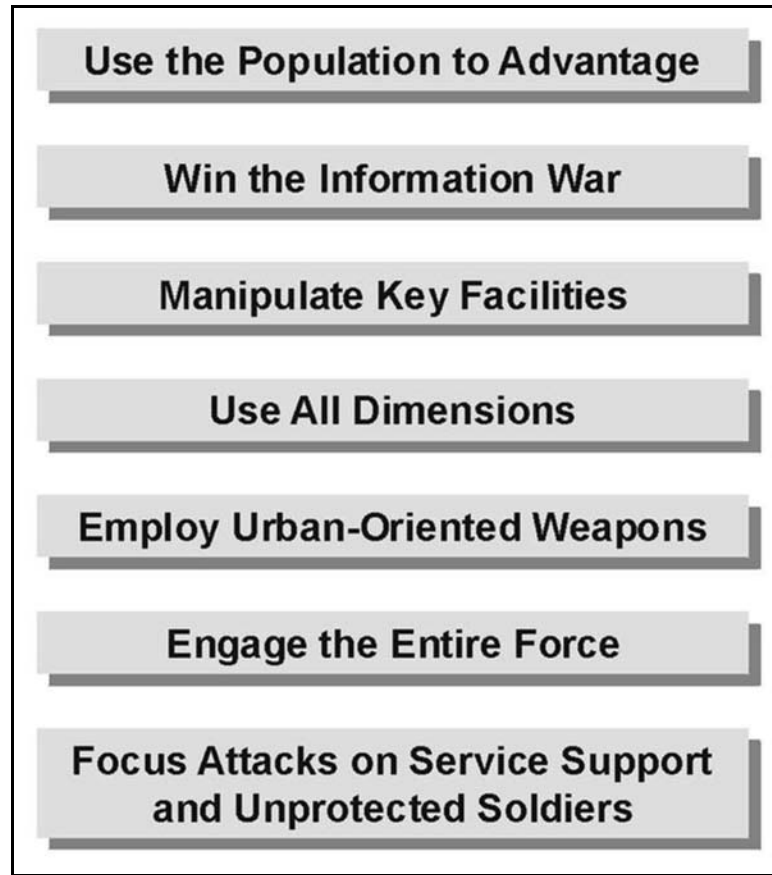 Use the Population to Advantage
Win the Information War
Manipulate Key Facilities
Use All Dimensions
Employ Urban-Oriented Weapons
Engage the Entire Force
Focus Attacks on Service Support
and Unprotected Soldiers